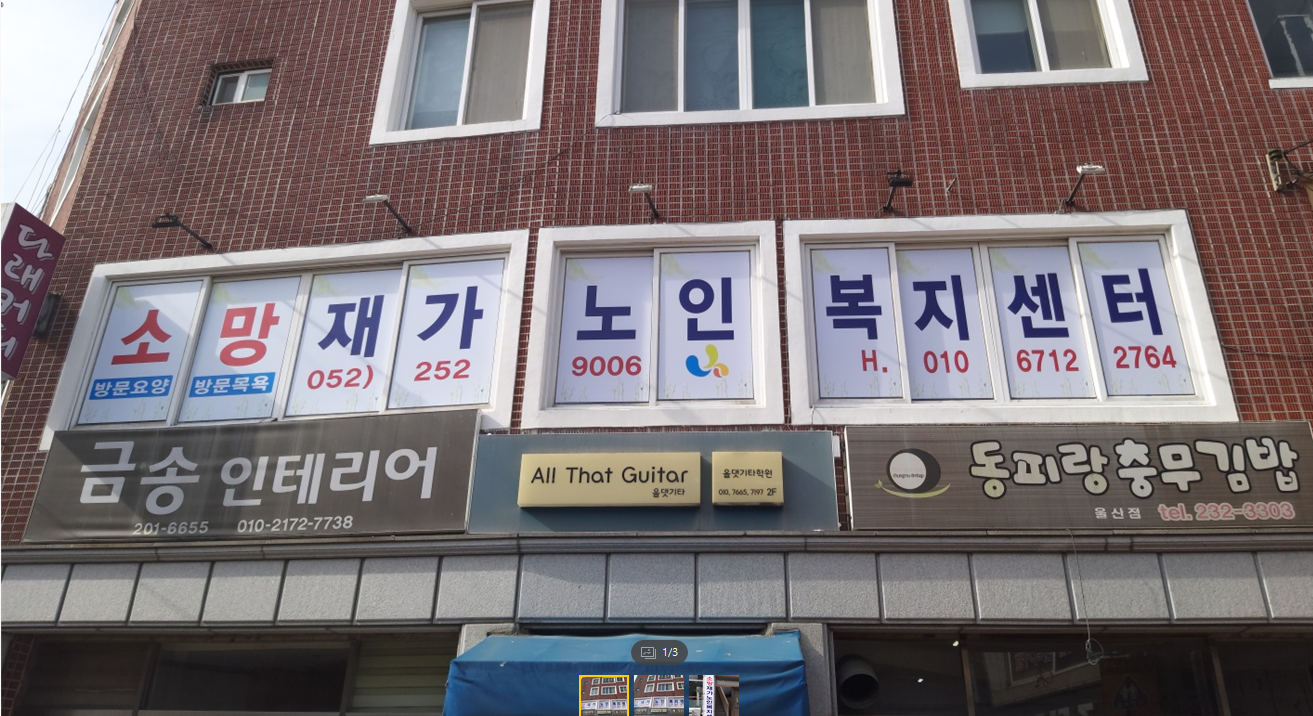 소망재가 노인 복지센터
방문요양 방문목욕 052) 252 9006 H. 010 6712 2764
금송 인테리어
201-6655 010-2172-7738
All That Guitar
올댓기타
올댓기타학원
010. 7665. 7197 2F
동피랑충무김밥
울산점 tel. 232-3303
1/3